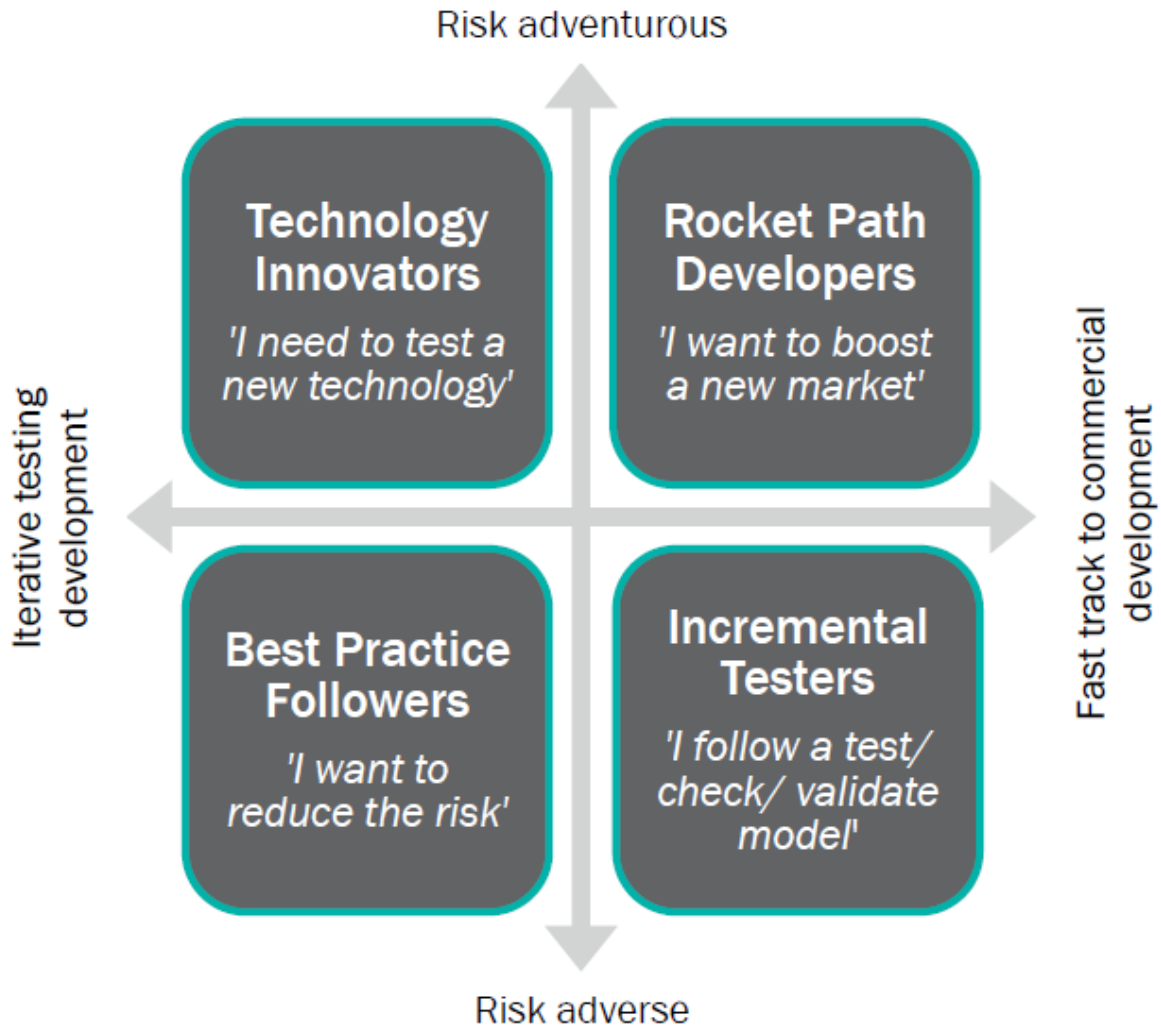 Risk adventurous
Technology
Innovators
'I need to test a
new technology'
Rocket Path
Developers
'I want to boost
a new market'
Iterative testing
development
Fast track to commercial
development
Best Practice
Followers
'I want to
reduce the risk'
Incremental
Testers
'I follow a test/
check/ validate
model'
Risk adverse